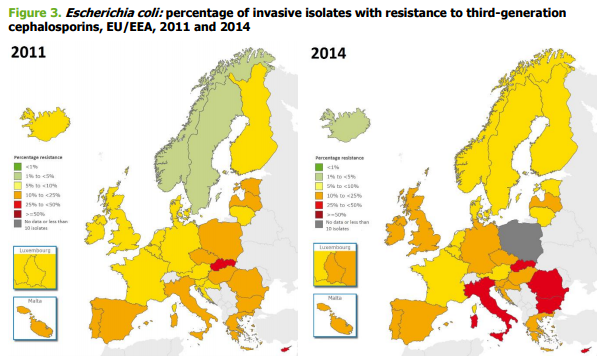 Figure 3. Escherichia coli: percentage of invasive isolates with resistance to third-generation
cephalosporins, EU/EEA, 2011 and 2014
2011
Percentage resistance
<1%
1% to <5%
5% to <10%
10% to <25%
25% to <50%
>=50%
No data or less than
10 isolates
Luxembourg
Malta
2014
Percentage resistance
<1%
1% to <5%
5% to <10%
10% to <25%
25% to <50%
>=50%
No data or less than
10 isolates
Luxembourg
Malta